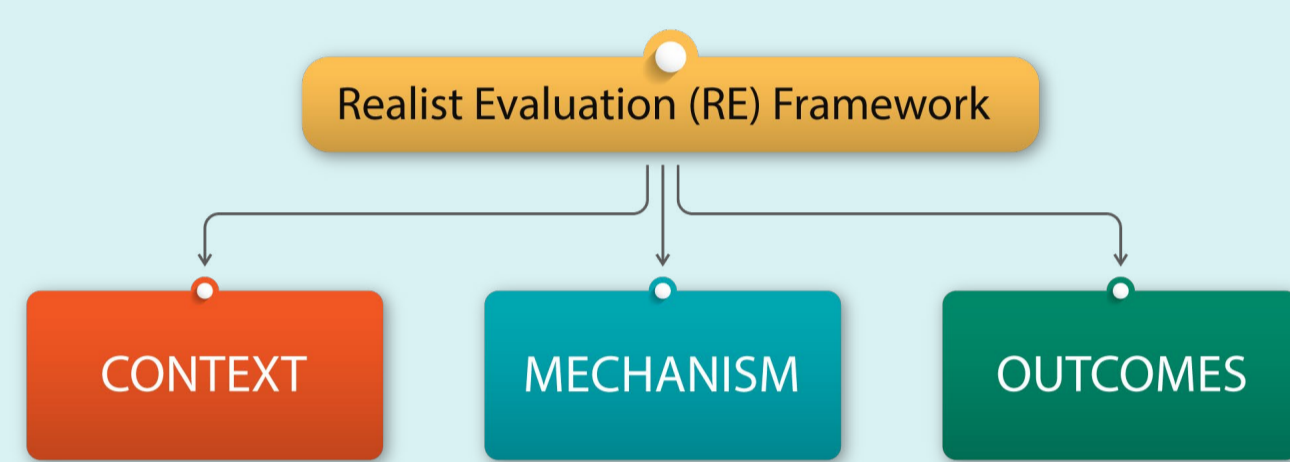 Realist Evaluation (RE) Framework
CONTEXT
MECHANISM
OUTCOMES